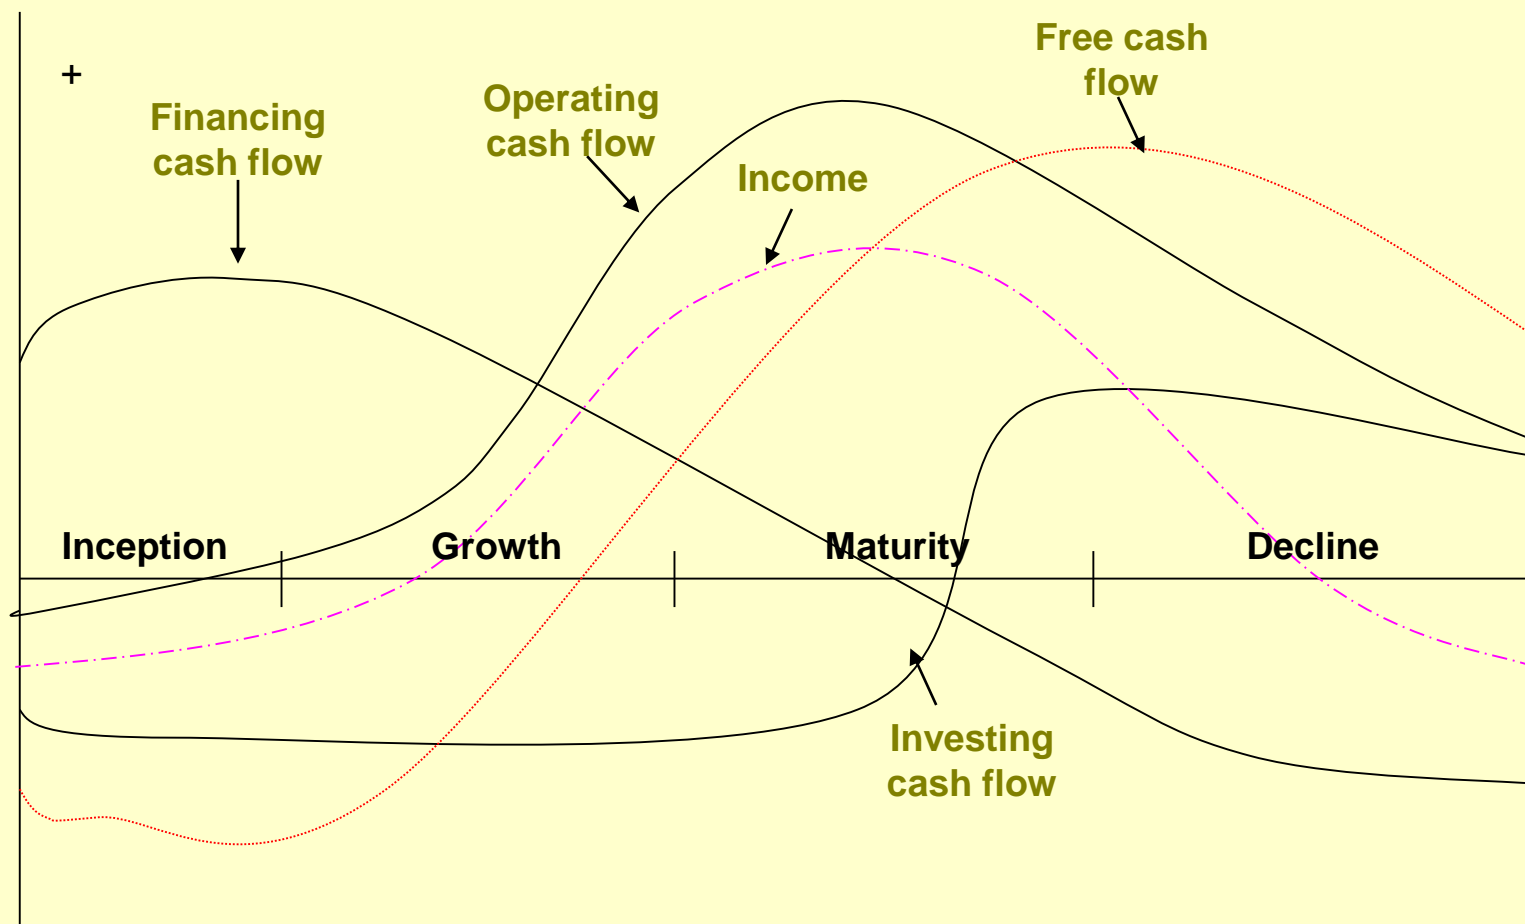 +
Financing
cash flow
Operating
cash flow
Income
Free cash
flow
Inception
Growth
Maturity
Decline
Investing
cash flow